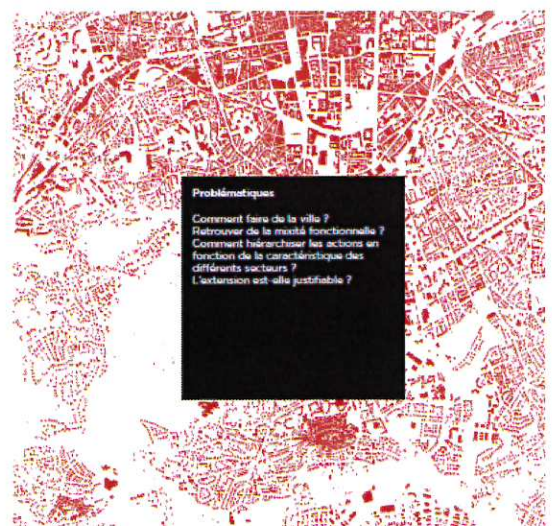 Problématiques
Comment faire de la ville ?
Retrouver de la mixité fonctionnelle ?
Comment hiérarchiser les actions en
fonction de la caractéristique des
différents secteurs ?
L'extension est-elle justifiable ?